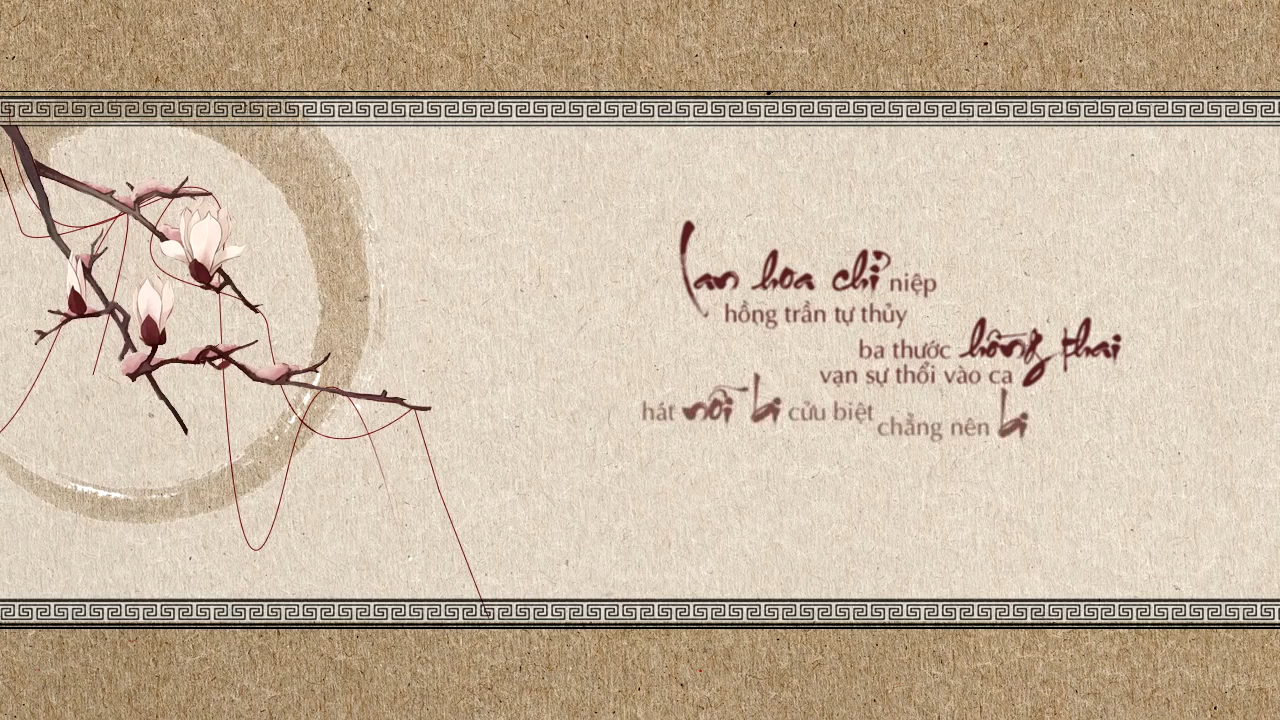 Lan hoa chỉ niệp
hồng trần tự thủy
ba thước hồng thai
vạn sự thổi vào ca
hát nỗi bi cửu biệt
chẳng nên bi